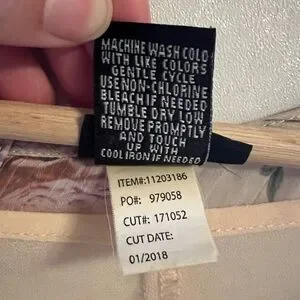 MACHINE WASH COLD
WITH LIKE COLORS
GENTLE CYCLE
USE NON-CHLORINE
BLEACH IF NEEDED
TUMBLE DRY LOW
REMOVE PROMPTLY
AND TOUCH
UP WITH
COOL IRON IF NEEDED
ITEM#:11203186
PO#: 979058
CUT#: 171052
CUT DATE:
01/2018